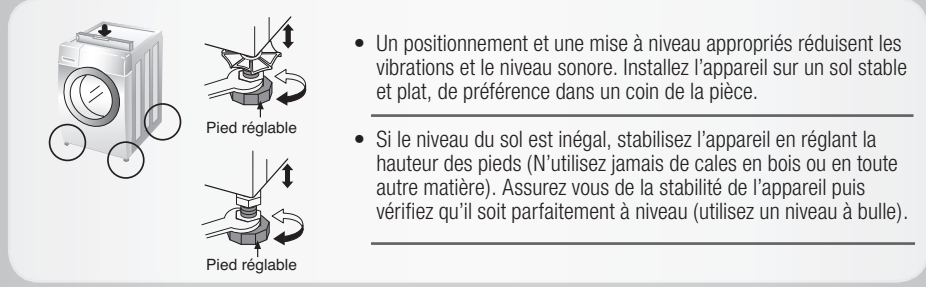 Pied réglable
Pied réglable
• Un positionnement et une mise à niveau appropriés réduisent les
vibrations et le niveau sonore. Installez l'appareil sur un sol stable
et plat, de préférence dans un coin de la pièce.
• Si le niveau du sol est inégal, stabilisez l'appareil en réglant la
hauteur des pieds (N'utilisez jamais de cales en bois ou en toute
autre matière). Assurez vous de la stabilité de l'appareil puis
vérifiez qu'il soit parfaitement à niveau (utilisez un niveau à bulle).